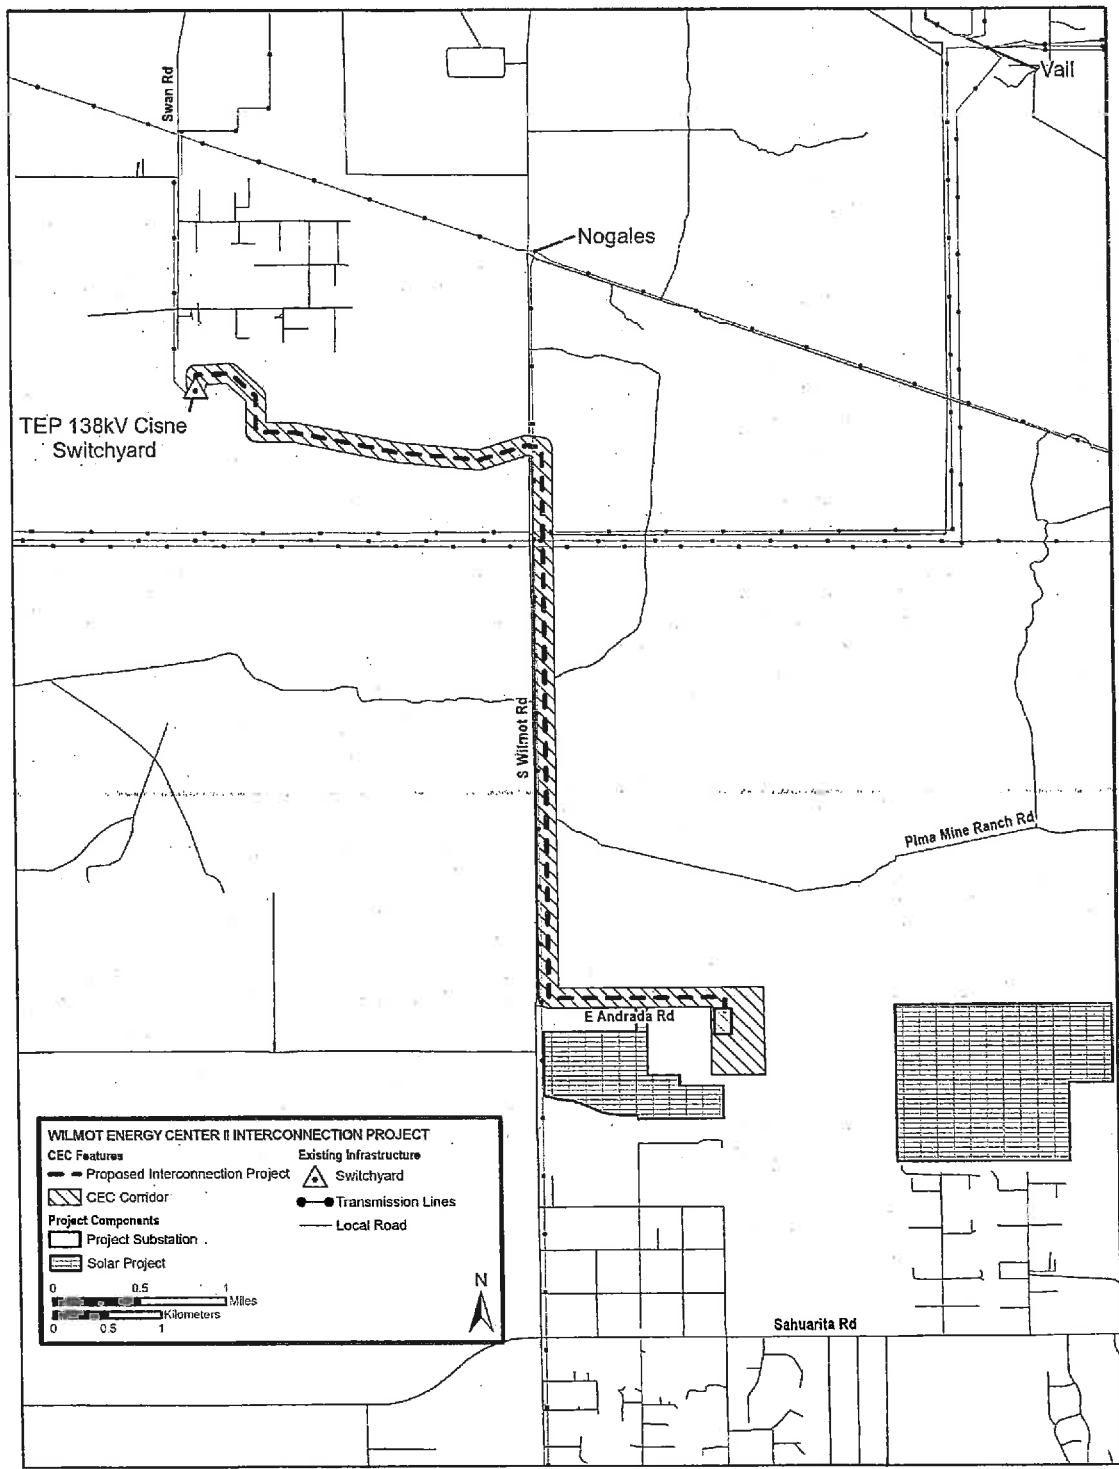 Swan Rd
Vail
Nogales
TEP 138kV Cisne
Switchyard
S Wilmot Rd
Pima Mine Ranch Rd
E Andrada Rd
WILMOT ENERGY CENTER II INTERCONNECTION PROJECT
CEC Features
Proposed Interconnection Project
CEC Corridor
Project Components
Project Substation
Solar Project
Existing Infrastructure
Switchyard
Transmission Lines
Local Road
0 0.5 1
Miles
Kilometers
0 0.5 1
N
Sahuarita Rd